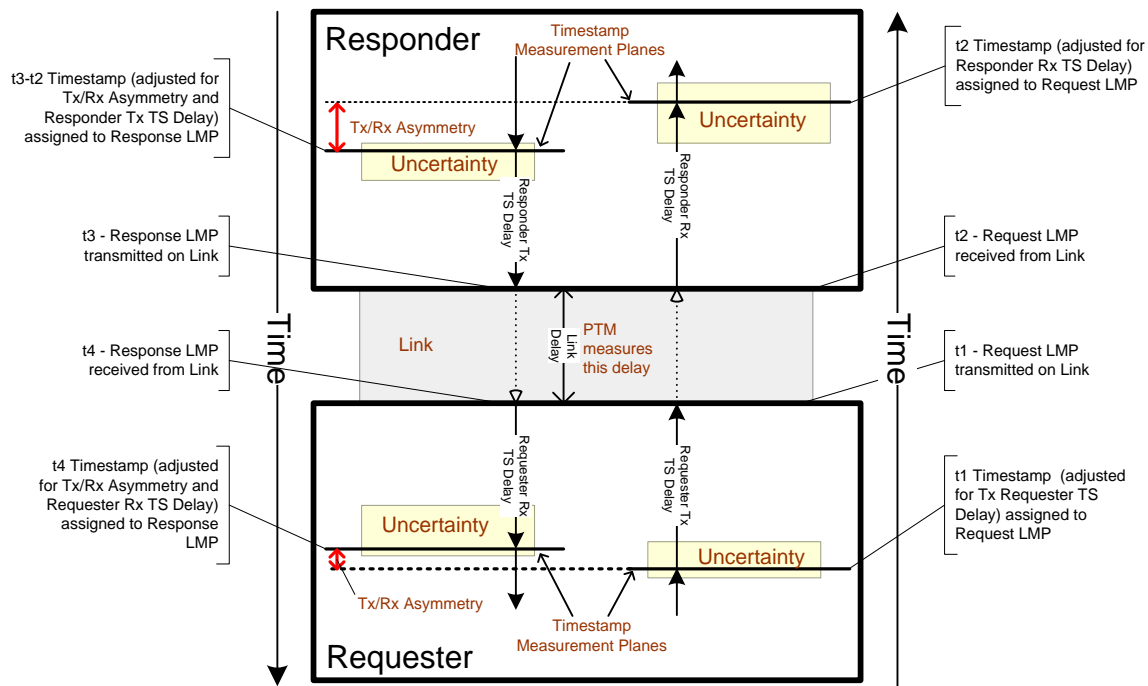 Responder
Timestamp
Measurement Planes
t3-t2 Timestamp (adjusted for
Tx/Rx Asymmetry and
Responder Tx TS Delay)
assigned to Response LMP
t2 Timestamp (adjusted for
Responder Rx TS Delay)
assigned to Request LMP
Tx/Rx Asymmetry
Uncertainty
Uncertainty
Responder Tx
TS Delay
Responder Rx
TS Delay
t3 - Response LMP
transmitted on Link
t2 - Request LMP
received from Link
Time
Time
Link
Link
Delay
PTM
measures
this delay
t4 - Response LMP
received from Link
t1 - Request LMP
transmitted on Link
Requester Rx
TS Delay
Requester Tx
TS Delay
t4 Timestamp (adjusted
for Tx/Rx Asymmetry and
Requester Rx TS Delay)
assigned to Response
LMP
t1 Timestamp (adjusted
for Tx Requester TS
Delay) assigned to
Request LMP
Uncertainty
Uncertainty
Tx/Rx Asymmetry
Timestamp
Measurement Planes
Requester